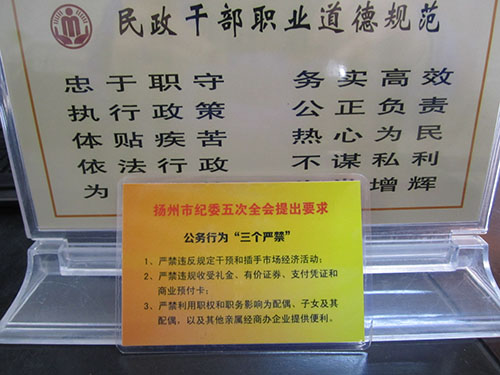 民政干部职业道德规范
忠于职守 务实高效
执行政策 公正负责
体贴疾苦 热心为民
依法行政 不谋私利
为 增辉
扬州市纪委五次全会提出要求
公务行为“三个严禁”
1、严禁违反规定干预和插手市场经济活动;
2、严禁违规收受礼金、有价证券、支付凭证和
商业预付卡;
3、严禁利用职权和职务影响为配偶、子女及其
配偶，以及其他亲属经商办企业提供便利。